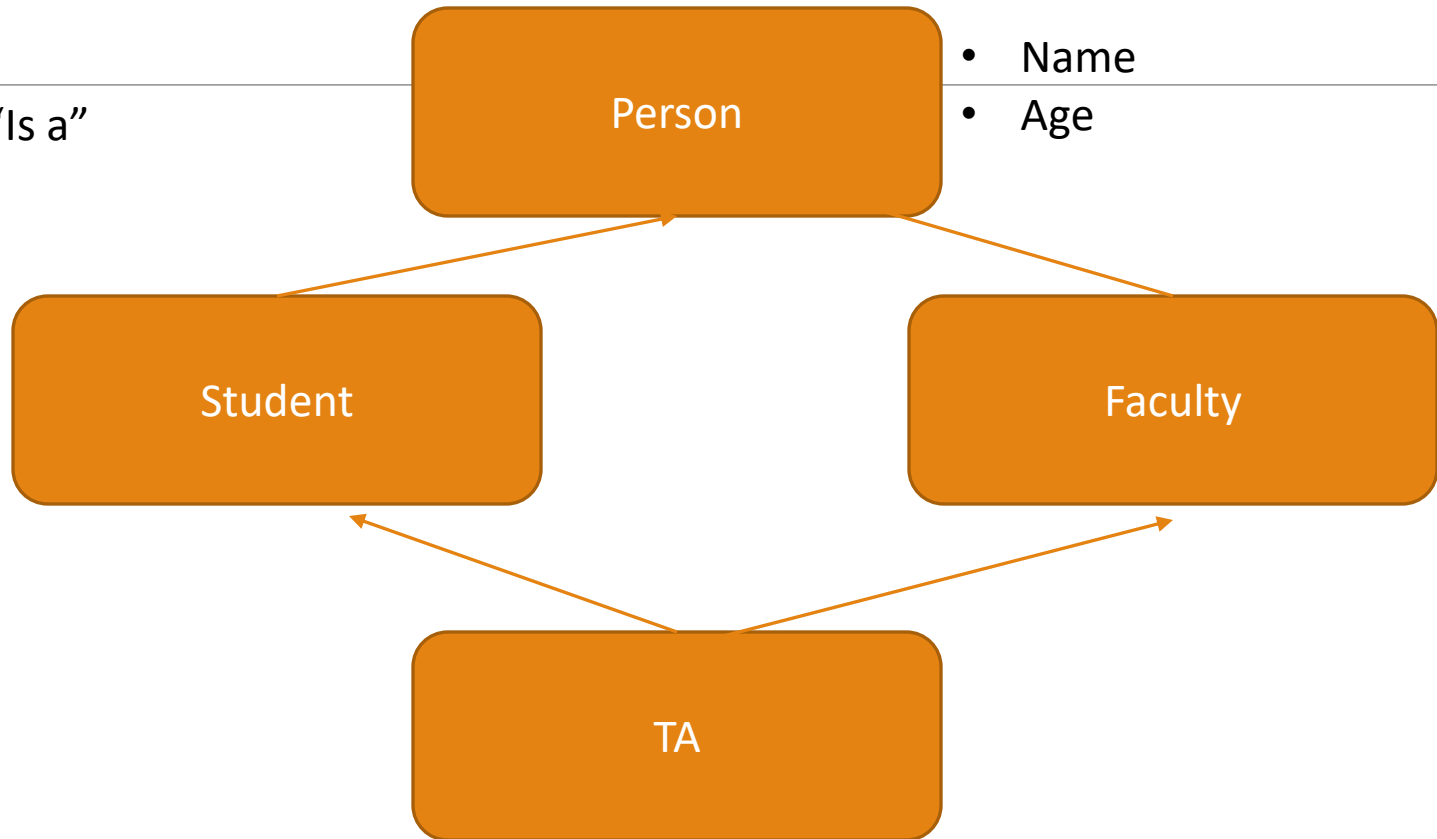 • Name
Person
• Age
“Is a”
Student
Faculty
TA